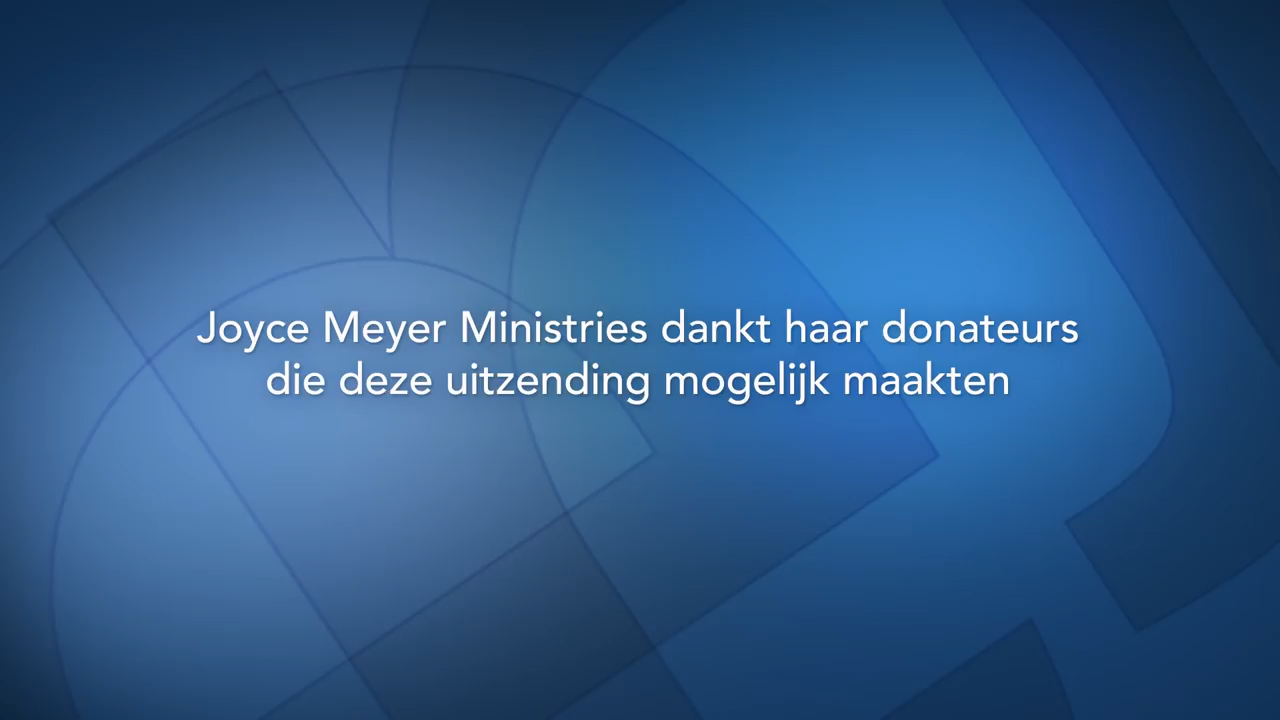 Joyce Meyer Ministries dankt haar donateurs
die deze uitzending mogelijk maakten